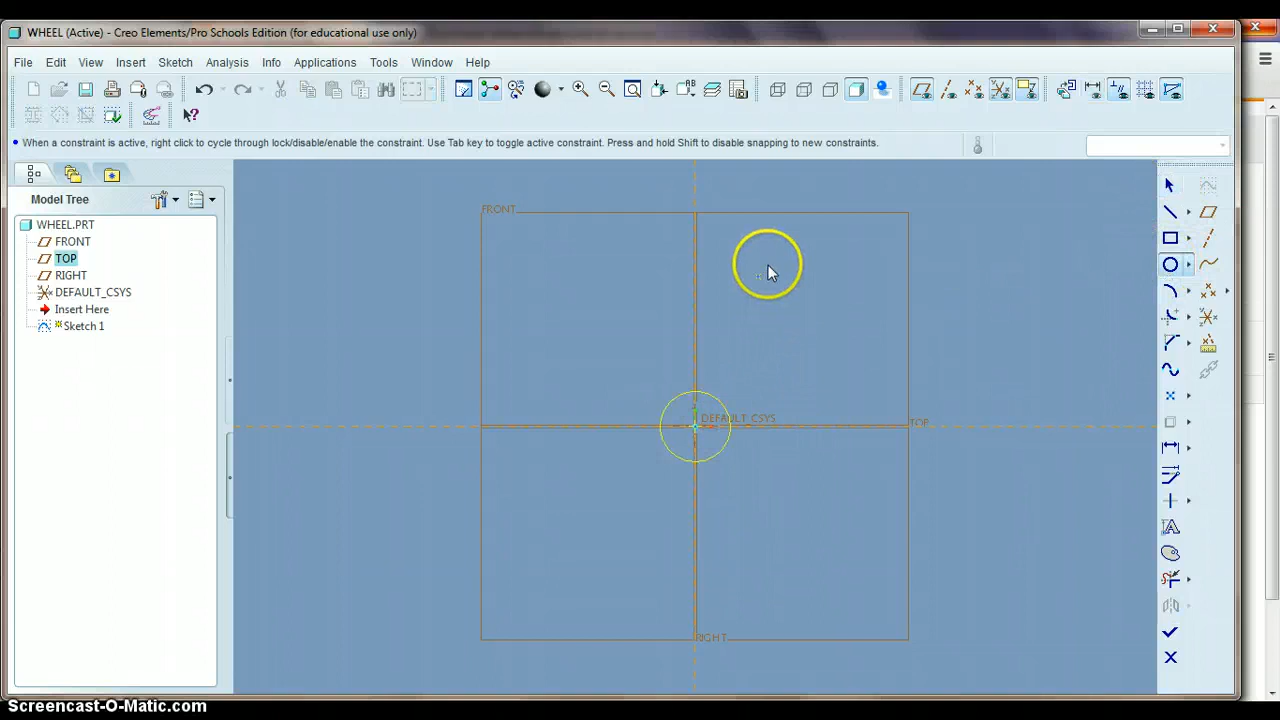 WHEEL (Active) - Creo Elements/Pro Schools Edition (for educational use only)
File Edit View Insert Sketch Analysis Info Applications Tools Window Help
When a constraint is active, right click to cycle through lock/disable/enable the constraint. Use Tab key to toggle active constraint. Press and hold Shift to disable snapping to new constraints.
Model Tree
WHEEL.PRT
FRONT
TOP
RIGHT
DEFAULT_CSYS
Insert Here
Sketch 1
FRONT
DEFAULT_CSYS
TOP
RIGHT
Screencast-O-Matic.com